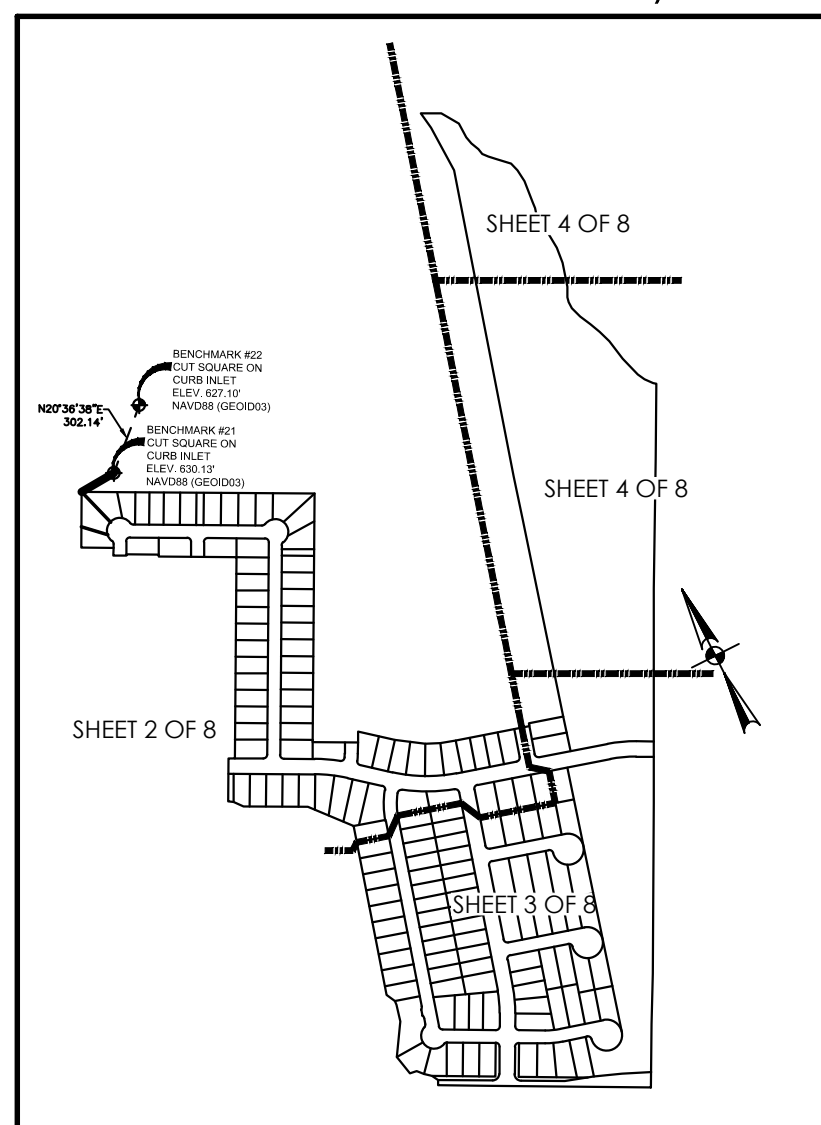 SHEET 4 OF 8
BENCHMARK #22
CUT SQUARE ON
CURB INLET
ELEV. 627.10'
NAVD88 (GEOID03)
N20°36'38"E
302.14'
BENCHMARK #21
CUT SQUARE ON
CURB INLET
ELEV. 630.13'
NAVD88 (GEOID03)
SHEET 4 OF 8
SHEET 2 OF 8
SHEET 3 OF 8